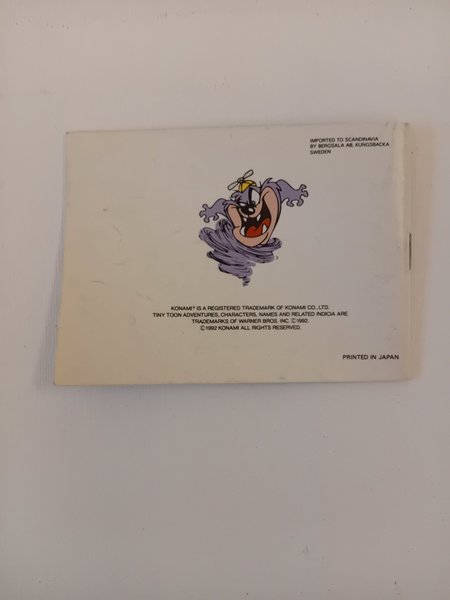 IMPORTED TO SCANDINAVIA
BY BERGSALA AB, KUNGSBACKA
SWEDEN
KONAMI® IS A REGISTERED TRADEMARK OF KONAMI CO., LTD.
TINY TOON ADVENTURES, CHARACTERS, NAMES AND RELATED INDICIA ARE
TRADEMARKS OF WARNER BROS. INC. ©1992.
©1992 KONAMI ALL RIGHTS RESERVED.
PRINTED IN JAPAN